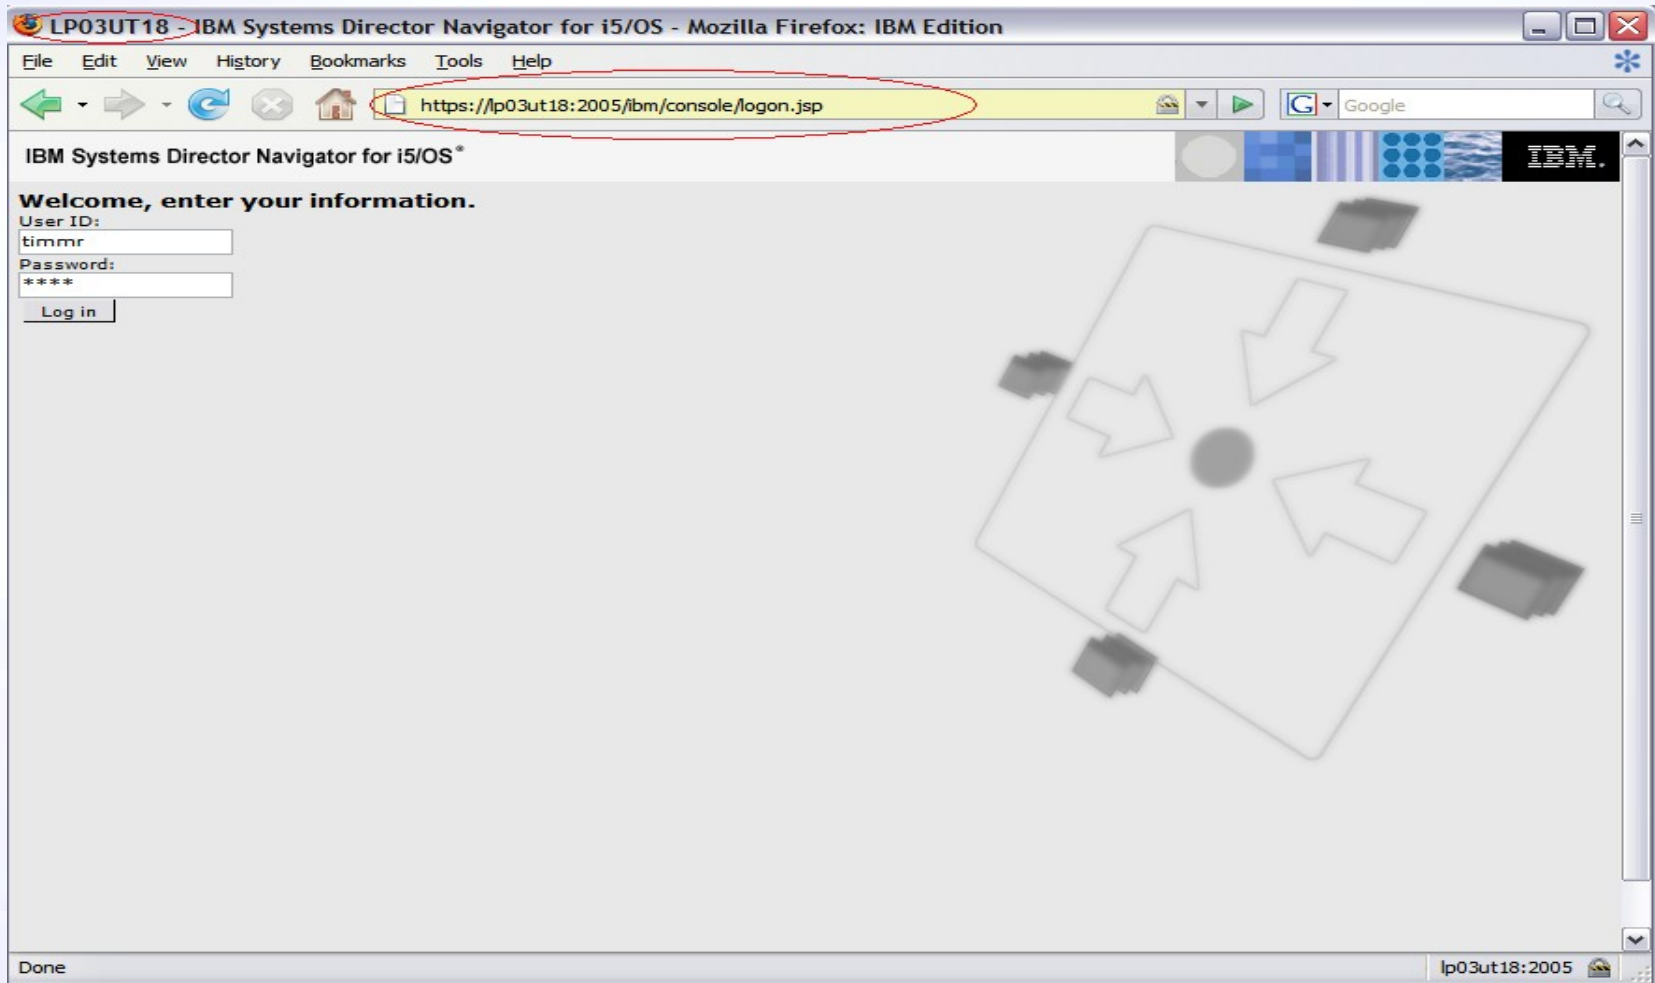 LP03UT18 - IBM Systems Director Navigator for i5/OS - Mozilla Firefox: IBM Edition
File Edit View History Bookmarks Tools Help
https://lp03ut18:2005/ibm/console/logon.jsp G Google
IBM Systems Director Navigator for i5/OS® IBM.
Welcome, enter your information.
User ID:
timmr
Password:
****
Log in
Done lp03ut18:2005